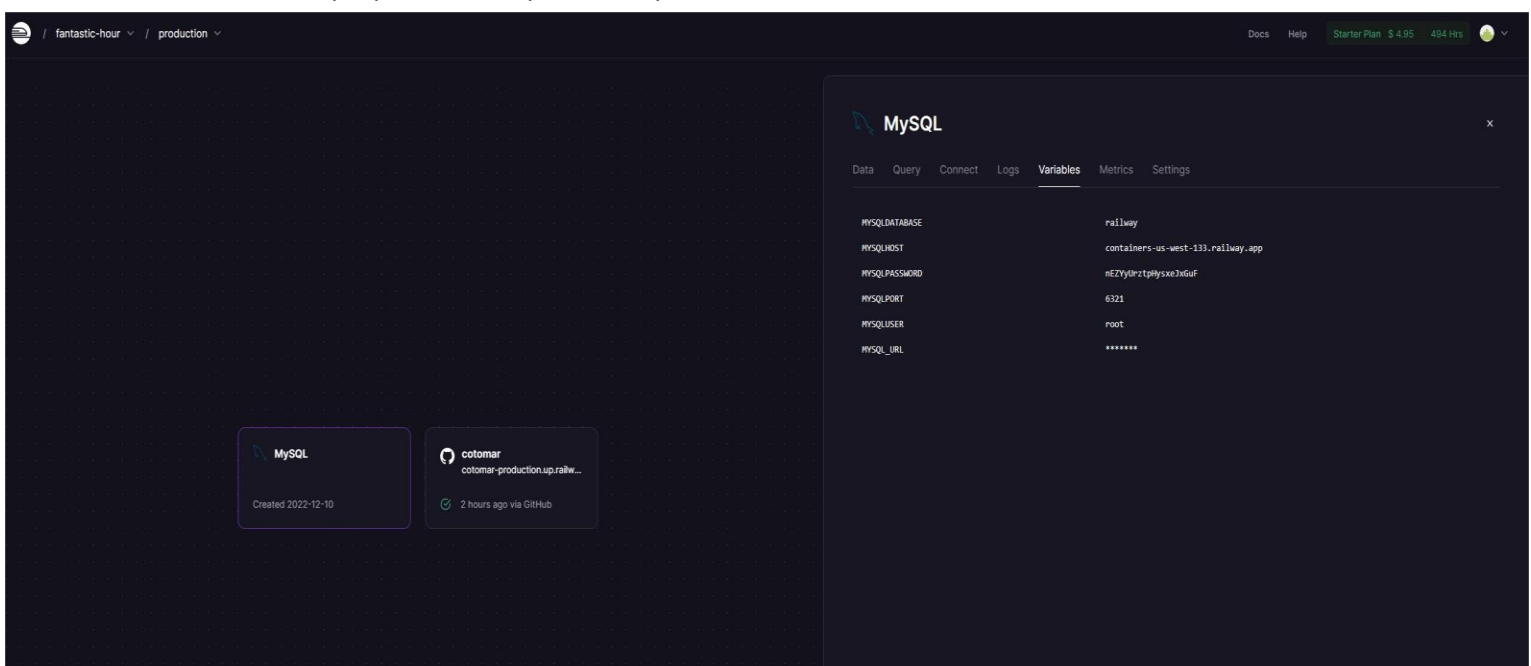 / fantastic-hour / production
Docs Help Starter Plan $ 4.95 494 Hrs
MySQL
x
Data Query Connect Logs Variables Metrics Settings
MYSQLDATABASE railway
MYSQLHOST containers-us-west-133.railway.app
MYSQLPASSWORD nEZYyUrztpHysxeJxGuF
MYSQLPORT 6321
MYSQLUSER root
MYSQL_URL *******
MySQL
Created 2022-12-10
cotomar
cotomar-production.up.railw...
2 hours ago via GitHub